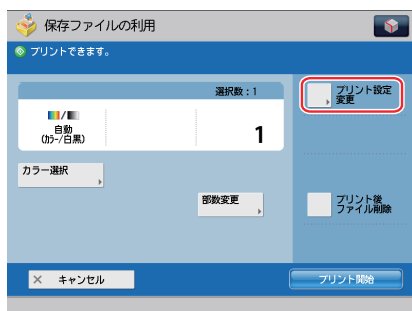 保存ファイルの利用
プリントできます。
選択数：1
自動
(ｶﾗｰ/白黒)
1
カラー選択
部数変更
プリント設定
変更
プリント後
ファイル削除
× キャンセル
プリント開始